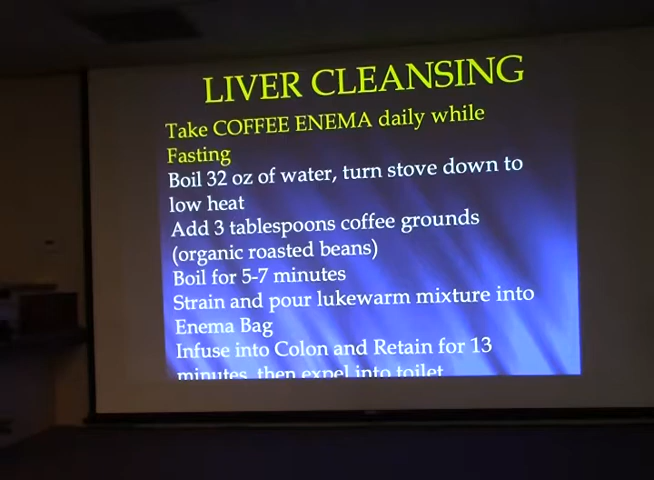 LIVER CLEANSING
Take COFFEE ENEMA daily while
Fasting
Boil 32 oz of water, turn stove down to
low heat
Add 3 tablespoons coffee grounds
(organic roasted beans)
Boil for 5-7 minutes
Strain and pour lukewarm mixture into
Enema Bag
Infuse into Colon and Retain for 13
minutes, then expel into toilet